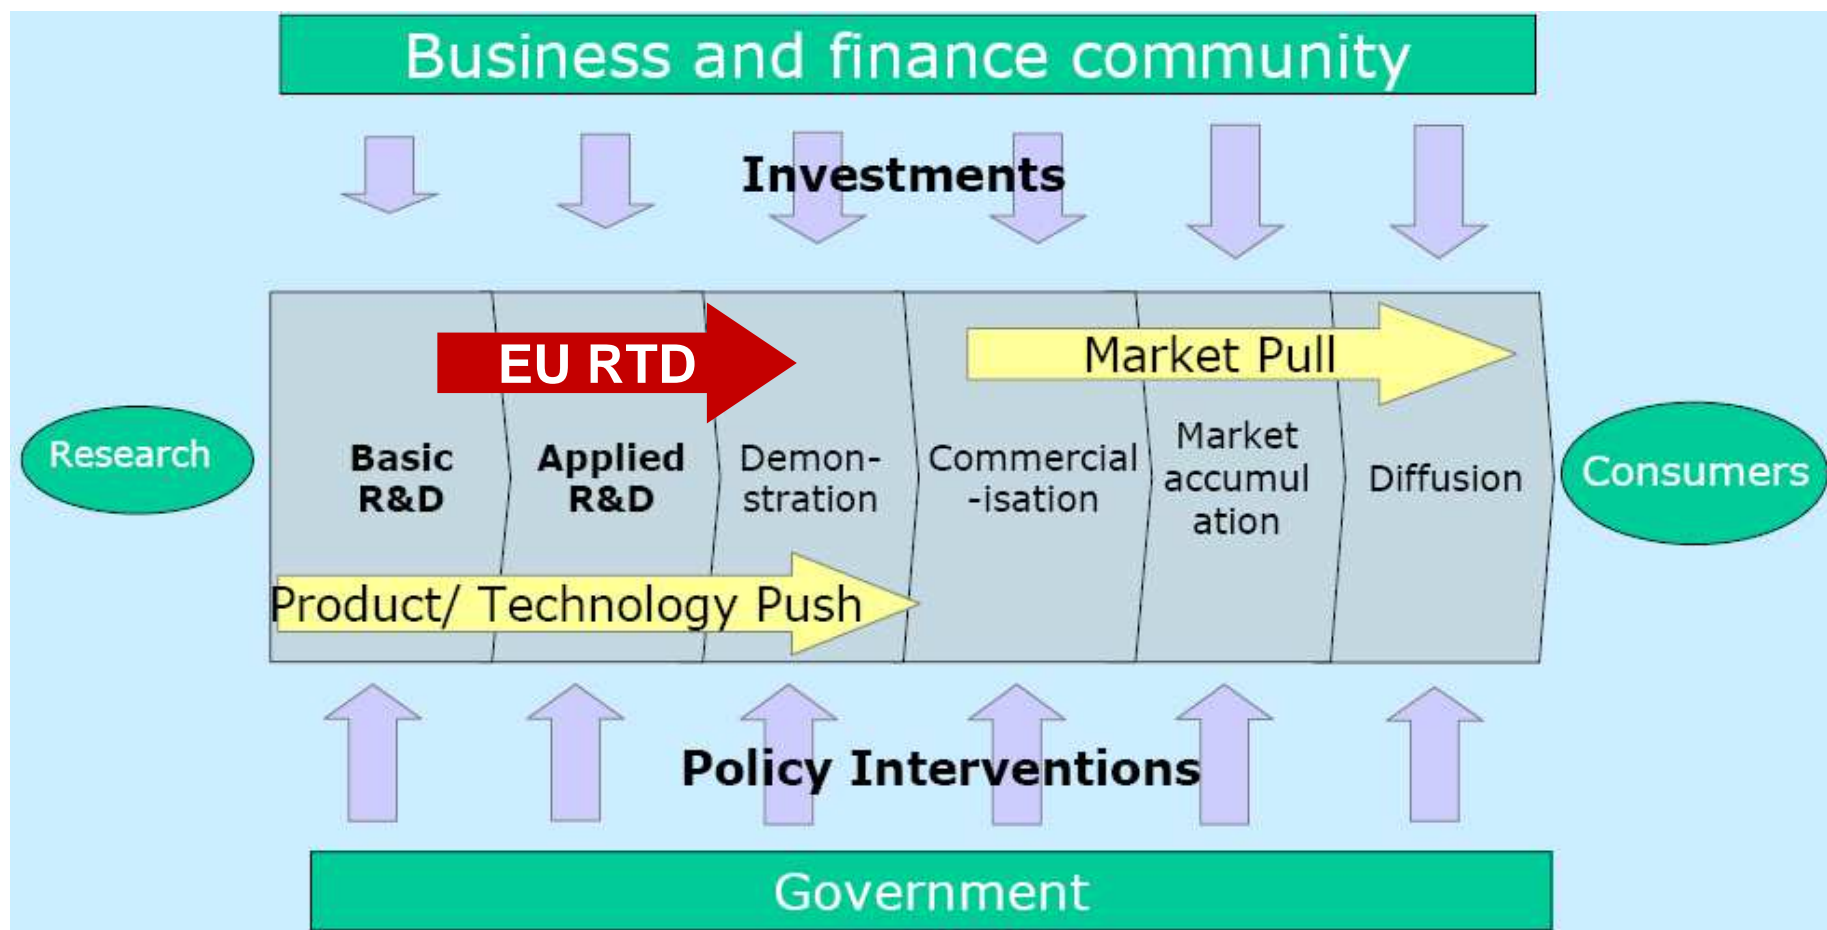 Business and finance community
Investments
EU RTD
Market Pull
Research
Basic
R&D
Applied
R&D
Demon-
stration
Commercial
-isation
Market
accumul
ation
Diffusion
Consumers
Product/ Technology Push
Policy Interventions
Government